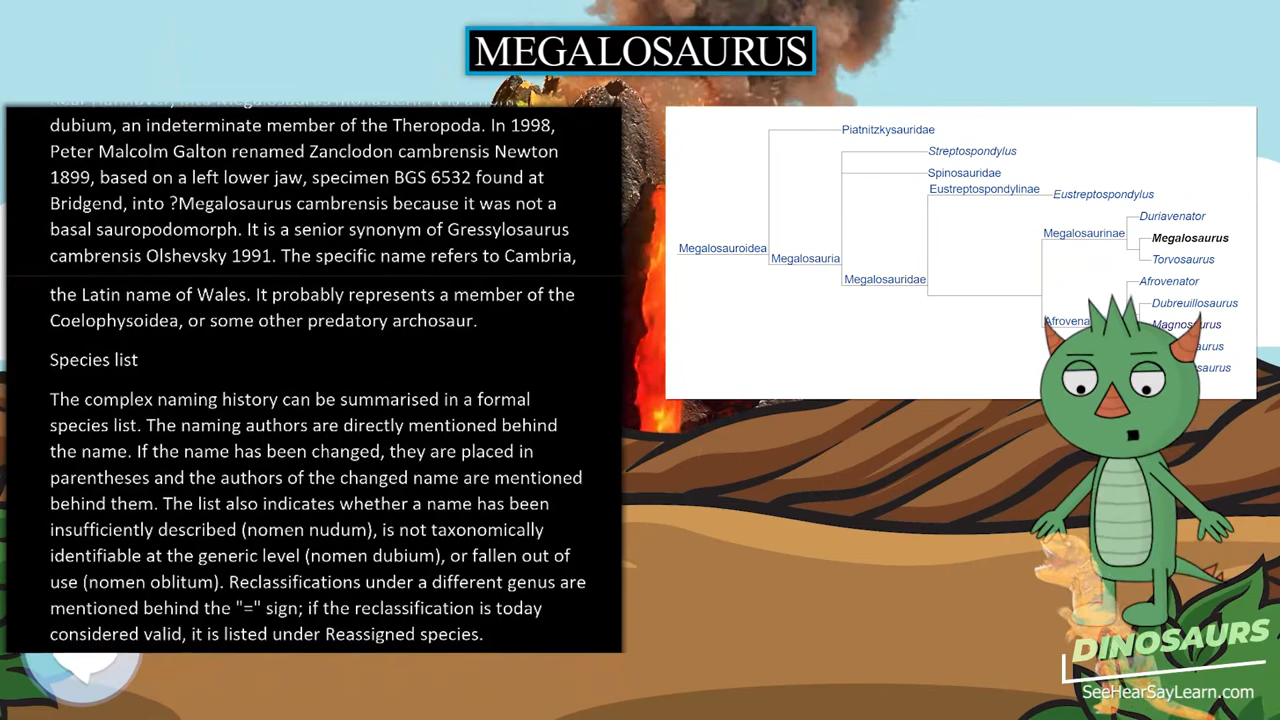 MEGALOSAURUS
dubium, an indeterminate member of the Theropoda. In 1998,
Peter Malcolm Galton renamed Zanclodon cambrensis Newton
1899, based on a left lower jaw, specimen BGS 6532 found at
Bridgend, into ?Megalosaurus cambrensis because it was not a
basal sauropodomorph. It is a senior synonym of Gressylosaurus
cambrensis Olshevsky 1991. The specific name refers to Cambria,
the Latin name of Wales. It probably represents a member of the
Coelophysoidea, or some other predatory archosaur.
Species list
The complex naming history can be summarised in a formal
species list. The naming authors are directly mentioned behind
the name. If the name has been changed, they are placed in
parentheses and the authors of the changed name are mentioned
behind them. The list also indicates whether a name has been
insufficiently described (nomen nudum), is not taxonomically
identifiable at the generic level (nomen dubium), or fallen out of
use (nomen oblitum). Reclassifications under a different genus are
mentioned behind the "=" sign; if the reclassification is today
considered valid, it is listed under Reassigned species.
Piatnitzkysauridae
Streptospondylus
Spinosauridae
Eustreptospondylinae
Eustreptospondylus
Duriavenator
Megalosaurinae
Megalosaurus
Megalosauroidea
Megalosauria
Torvosaurus
Megalosauridae
Afrovenator
Dubreuillosaurus
DINOSAURS
SeeHearSayLearn.com